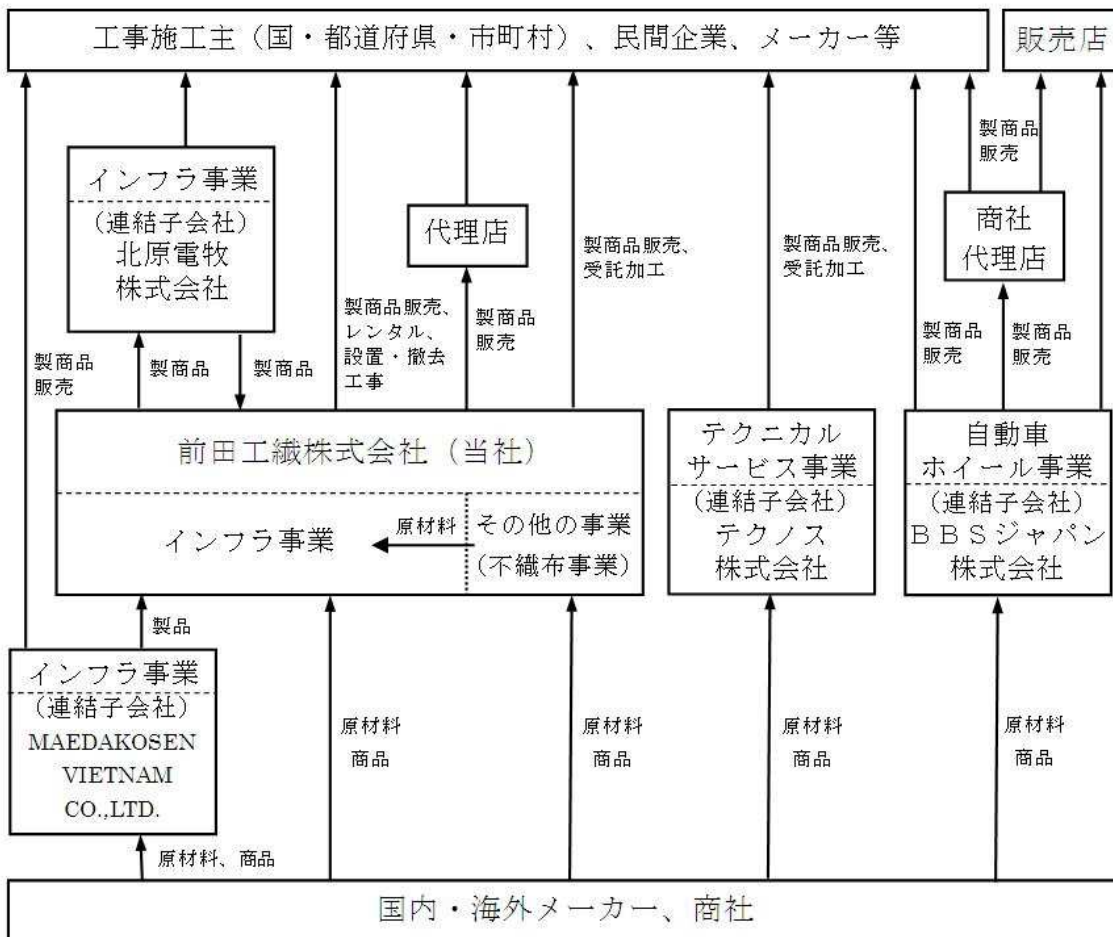 工事施工主（国・都道府県・市町村）、民間企業、メーカー等
販売店
インフラ事業
（連結子会社）
北原電牧
株式会社
代理店
商社
代理店
製商品
販売
製商品
販売
製商品
製商品
製商品販売、
レンタル、
設置・撤去
工事
製商品
販売
製商品販売、
受託加工
製商品販売、
受託加工
製商品
販売
製商品
販売
前田工繊株式会社（当社）
インフラ事業
原材料
その他の事業
（不織布事業）
テクニカル
サービス事業
（連結子会社）
テクノス
株式会社
自動車
ホイール事業
（連結子会社）
ＢＢＳジャパン
株式会社
製品
インフラ事業
（連結子会社）
MAEDAKOSEN
VIETNAM
CO.,LTD.
原材料
商品
原材料
商品
原材料
商品
原材料
商品
原材料、商品
国内・海外メーカー、商社